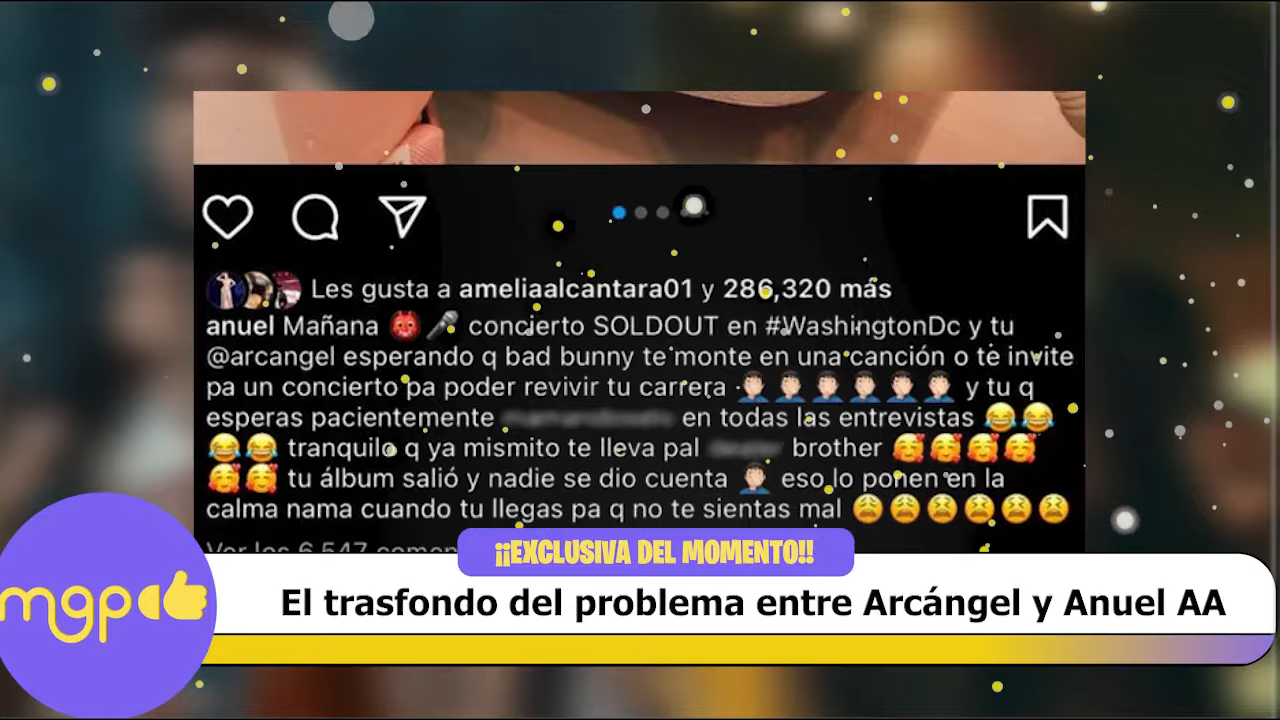 Les gusta a ameliaalcantara01 y 286,320 más
anuel Mañana 👹🎤 concierto SOLDOUT en #WashingtonDc y tu
@arcangel esperando q bad bunny te monte en una canción o te invite
pa un concierto pa poder revivir tu carrera 🤦🏻‍♂️🤦🏻‍♂️🤦🏻‍♂️🤦🏻‍♂️🤦🏻‍♂️🤦🏻‍♂️ y tu q
esperas pacientemente en todas las entrevistas 😂😂
😂😂 tranquilo q ya mismito te lleva pal brother 🥰🥰🥰🥰
🥰🥰 tu álbum salió y nadie se dio cuenta 🤦🏻‍♂️ eso lo ponen en la
calma nama cuando tu llegas pa q no te sientas mal 😩😩😫😫😫😫
Ver los 6,547
¡¡EXCLUSIVA DEL MOMENTO!!
El trasfondo del problema entre Arcángel y Anuel AA
mgp